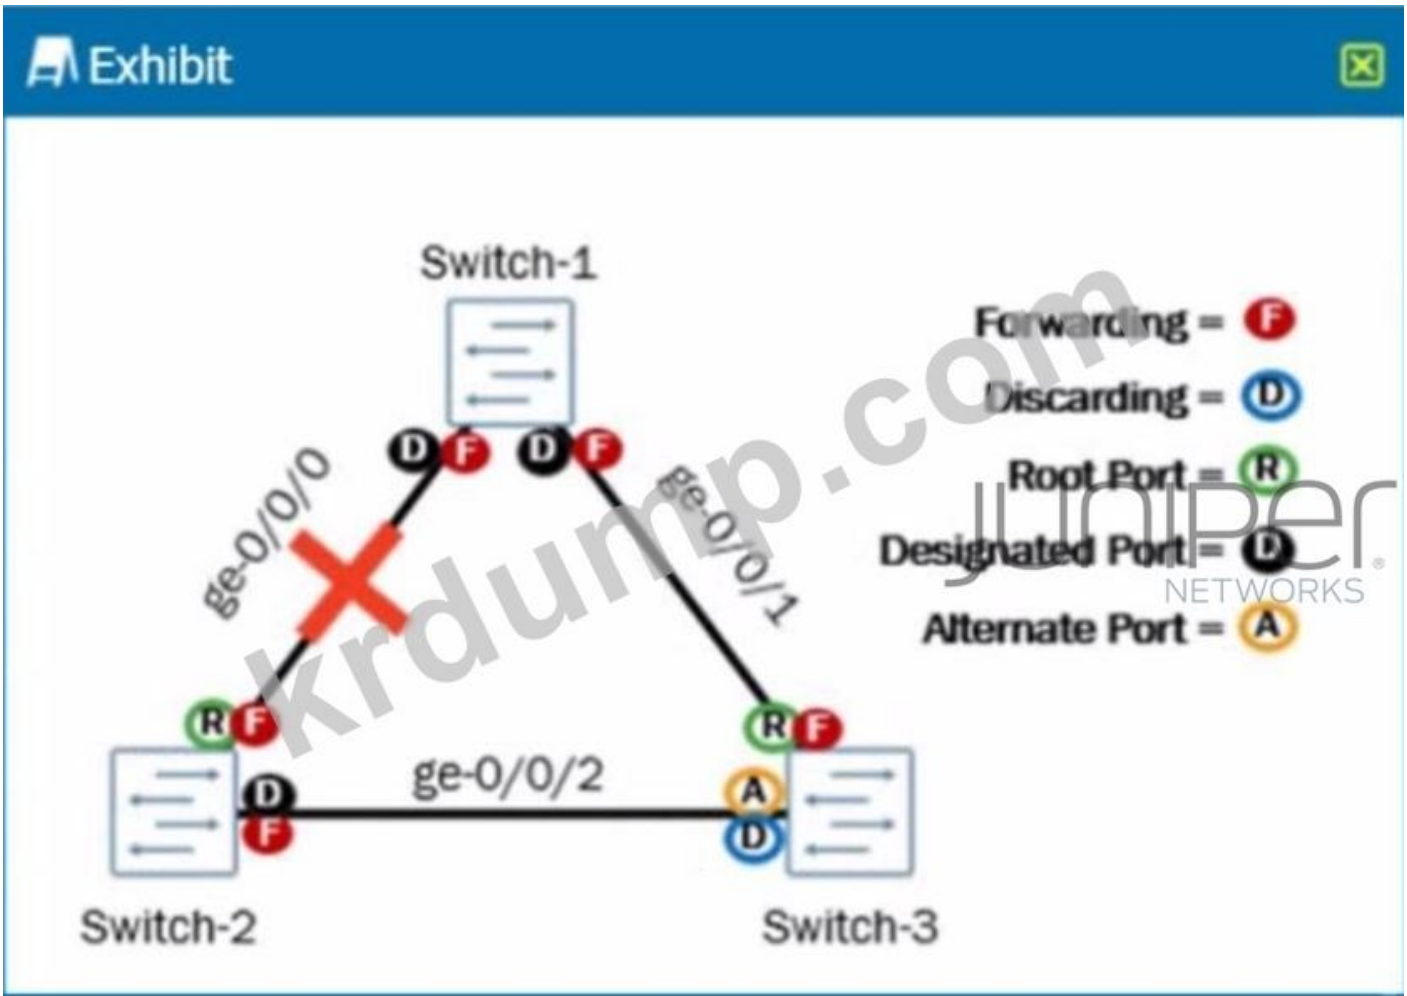 Exhibit
Switch-1
Forwarding = F
Discarding = D
Root Port = R
Designated Port = D
Alternate Port = A
D F D F
ge-0/0/0
ge-0/0/1
R F
R F
D
F
ge-0/0/2
A
D
Switch-2
Switch-3
krdump.com
JUNIPER
NETWORKS